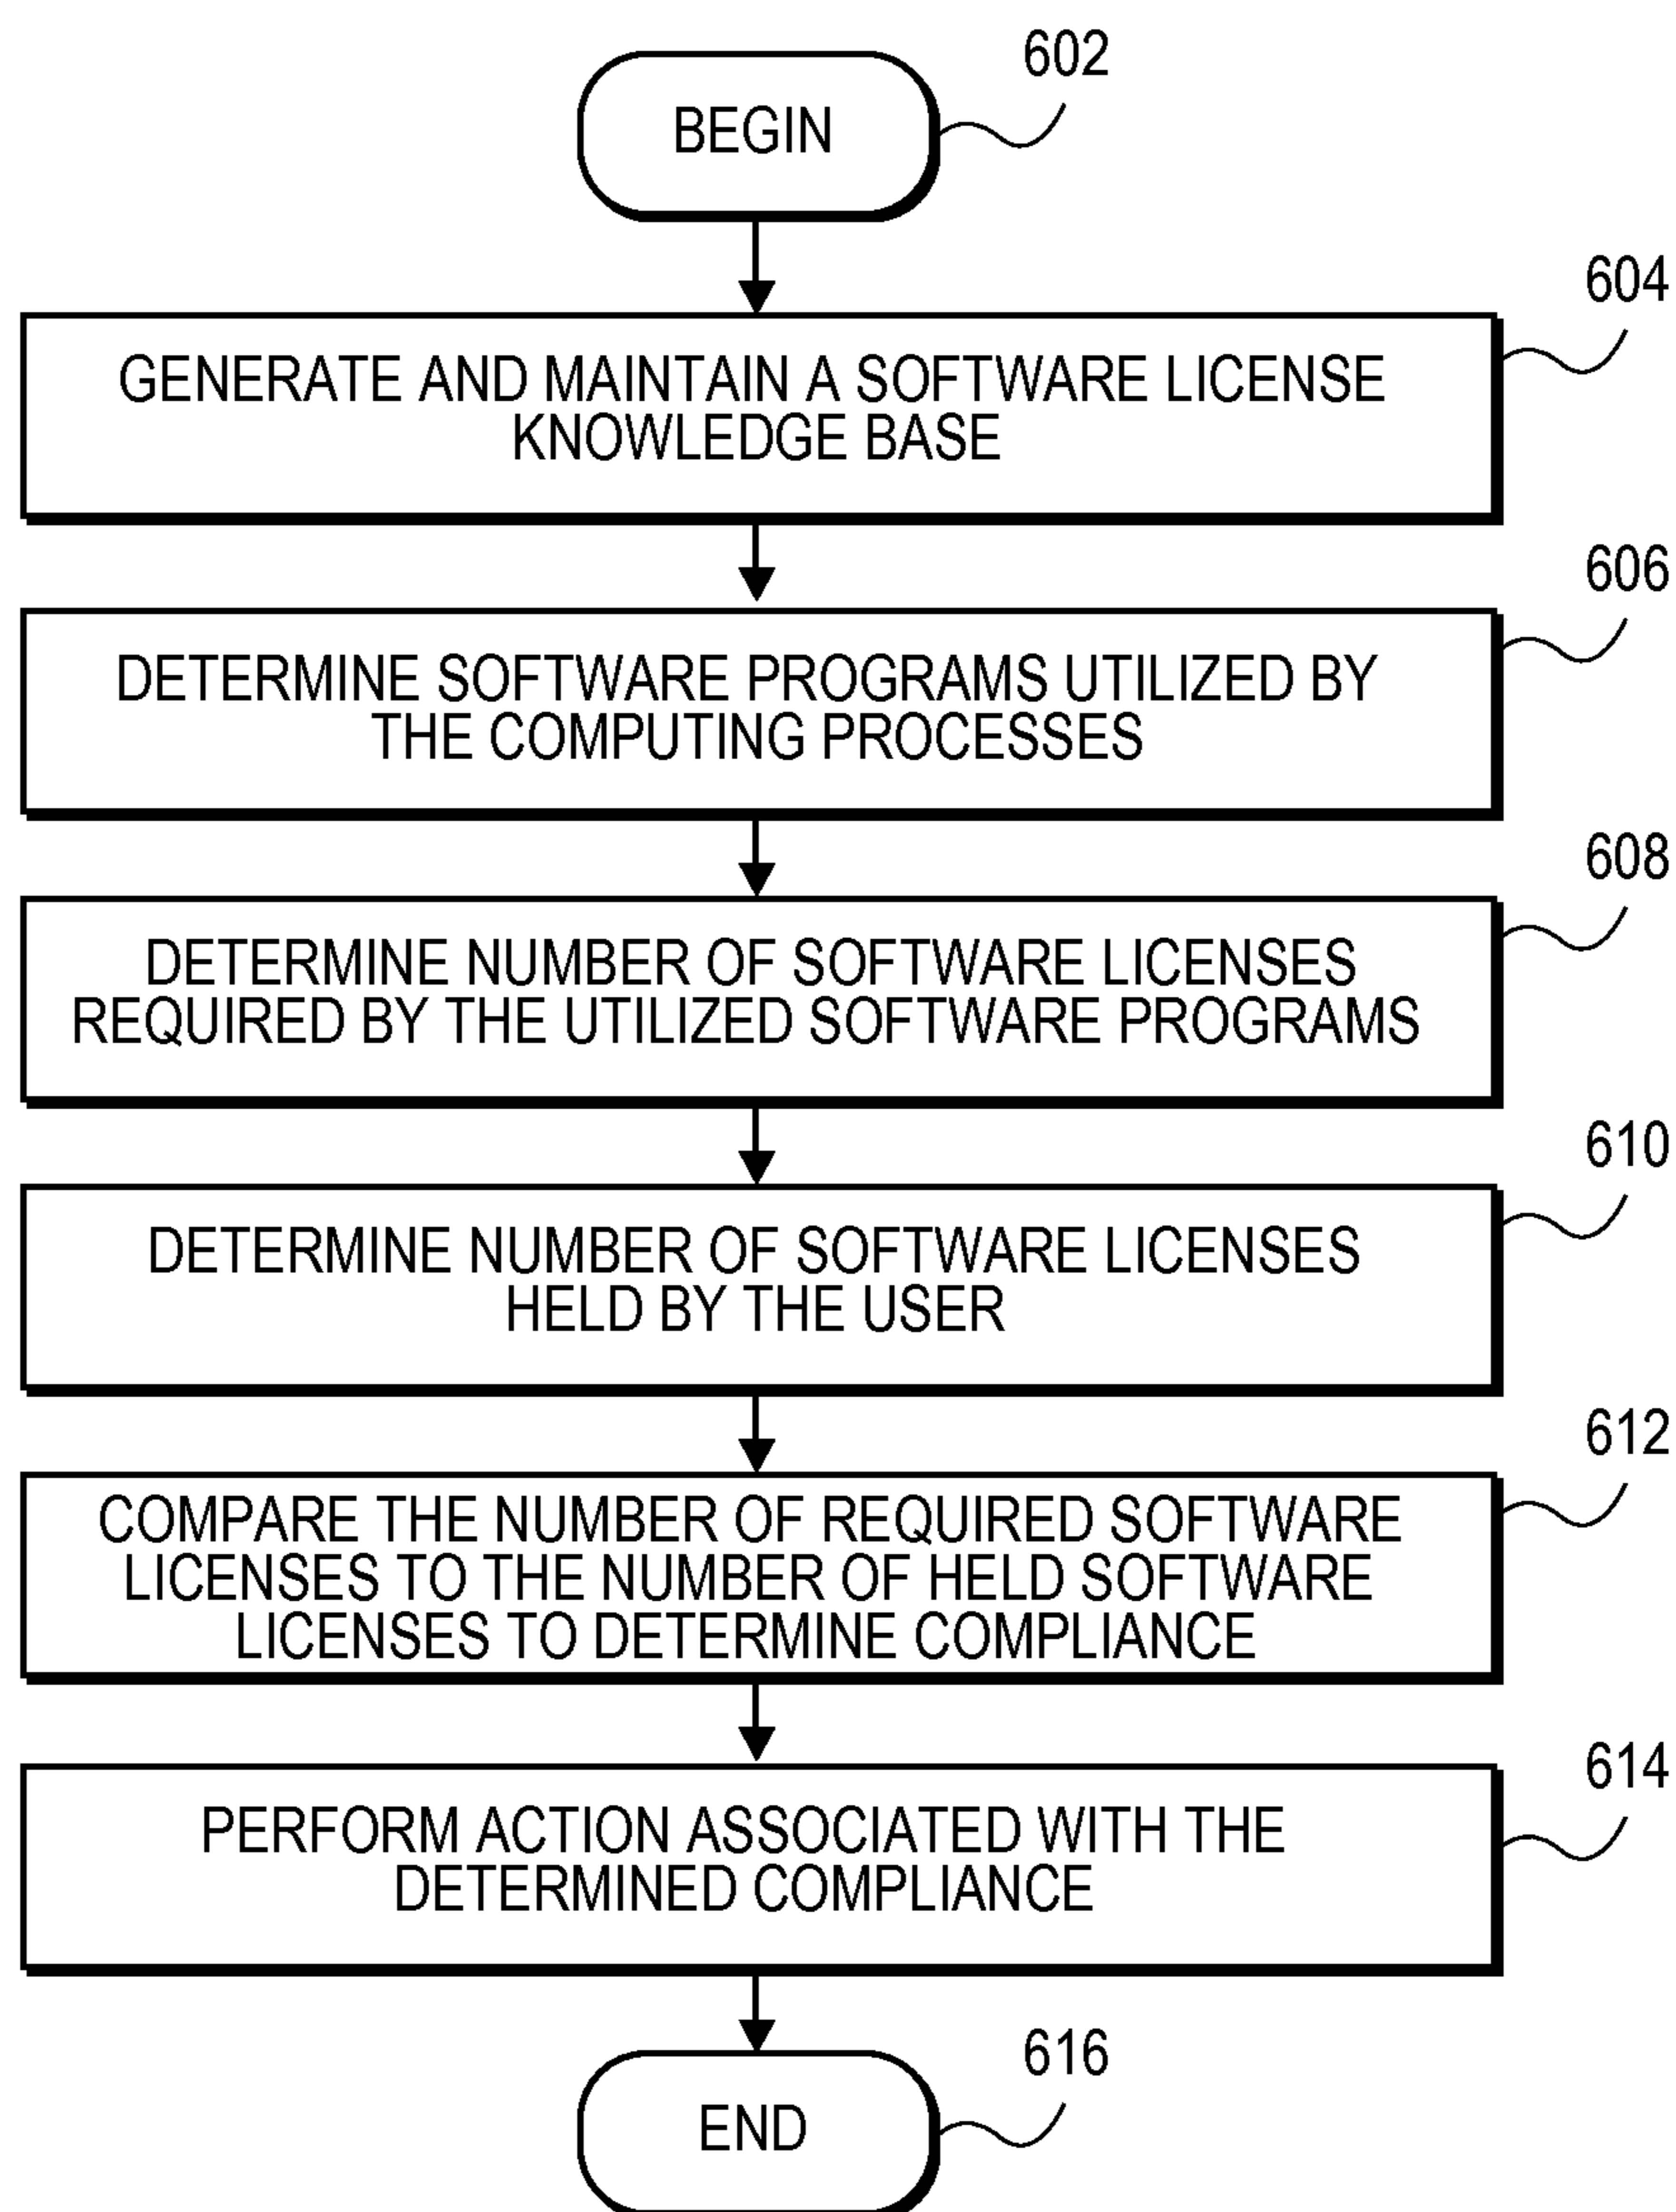 602
BEGIN
604
GENERATE AND MAINTAIN A SOFTWARE LICENSE
KNOWLEDGE BASE
606
DETERMINE SOFTWARE PROGRAMS UTILIZED BY
THE COMPUTING PROCESSES
608
DETERMINE NUMBER OF SOFTWARE LICENSES
REQUIRED BY THE UTILIZED SOFTWARE PROGRAMS
610
DETERMINE NUMBER OF SOFTWARE LICENSES
HELD BY THE USER
612
COMPARE THE NUMBER OF REQUIRED SOFTWARE
LICENSES TO THE NUMBER OF HELD SOFTWARE
LICENSES TO DETERMINE COMPLIANCE
614
PERFORM ACTION ASSOCIATED WITH THE
DETERMINED COMPLIANCE
616
END